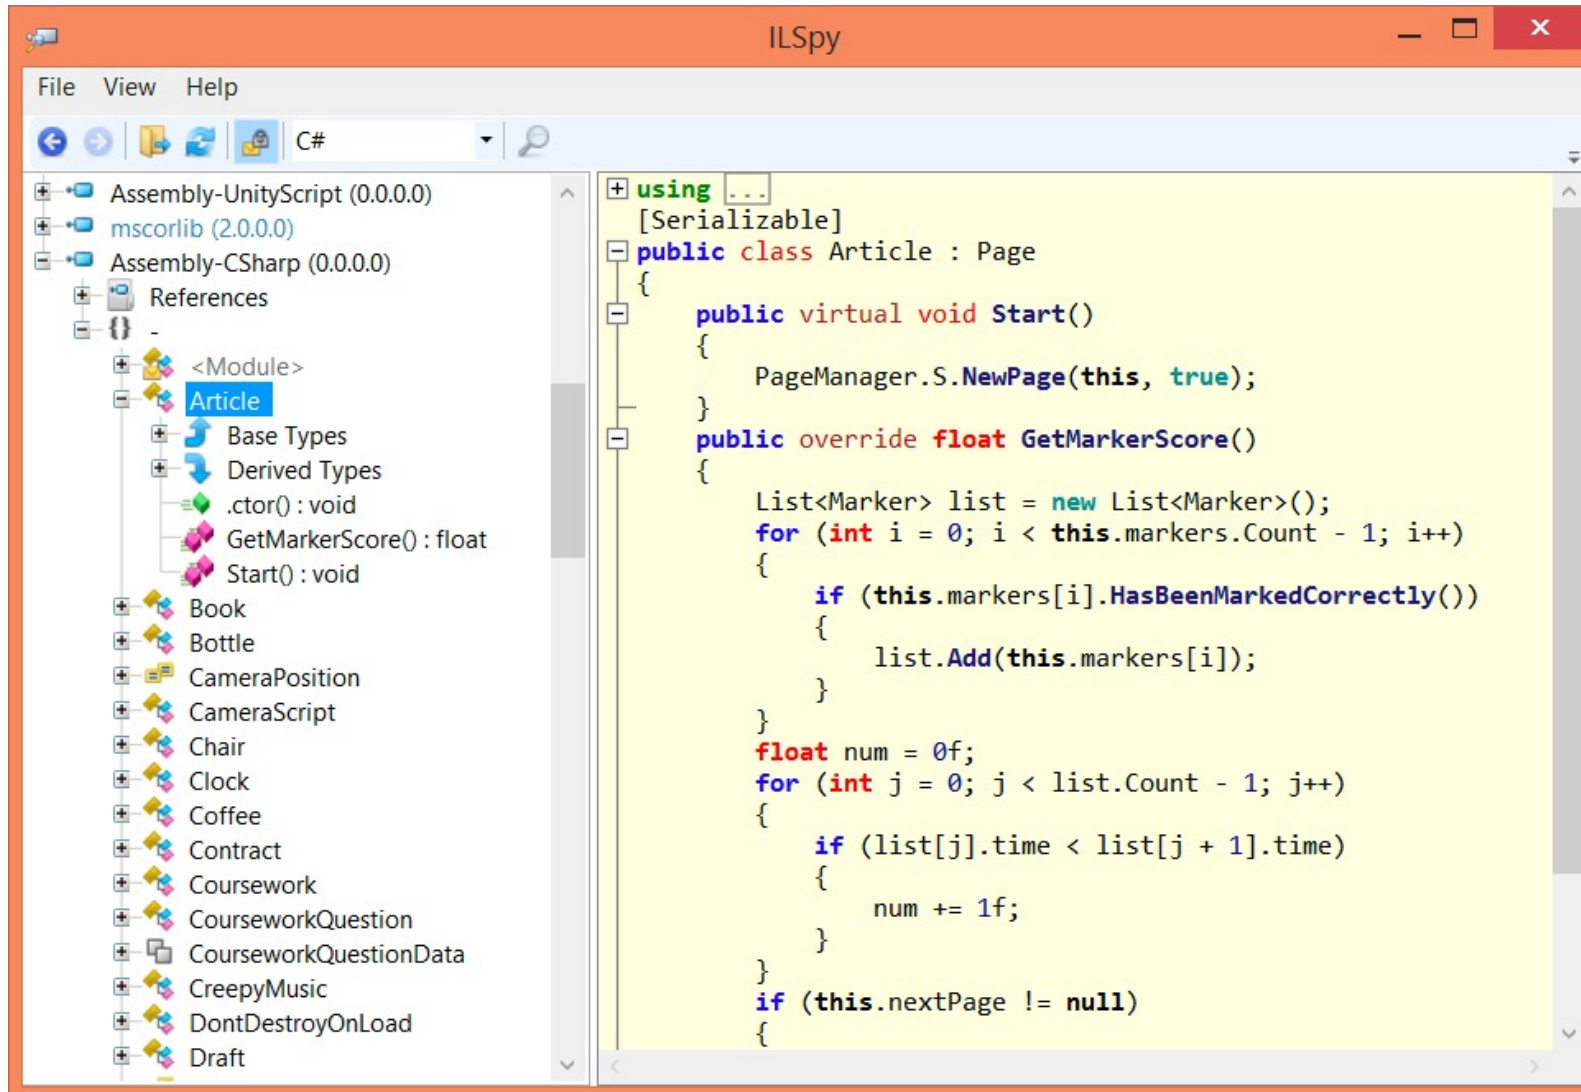 ILSpy
File View Help
C#
Assembly-UnityScript (0.0.0.0)
mscorlib (2.0.0.0)
Assembly-CSharp (0.0.0.0)
References
{} -
<Module>
Article
Base Types
Derived Types
.ctor() : void
GetMarkerScore() : float
Start() : void
Book
Bottle
CameraPosition
CameraScript
Chair
Clock
Coffee
Contract
Coursework
CourseworkQuestion
CourseworkQuestionData
CreepyMusic
DontDestroyOnLoad
Draft
using ...
[Serializable]
public class Article : Page
{
    public virtual void Start()
    {
        PageManager.S.NewPage(this, true);
    }
    public override float GetMarkerScore()
    {
        List<Marker> list = new List<Marker>();
        for (int i = 0; i < this.markers.Count - 1; i++)
        {
            if (this.markers[i].HasBeenMarkedCorrectly())
            {
                list.Add(this.markers[i]);
            }
        }
        float num = 0f;
        for (int j = 0; j < list.Count - 1; j++)
        {
            if (list[j].time < list[j + 1].time)
            {
                num += 1f;
            }
        }
        if (this.nextPage != null)
        {